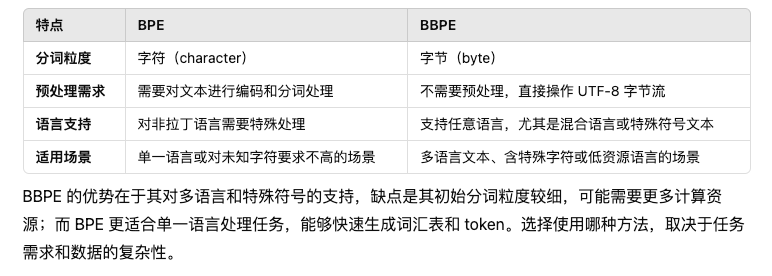 特点 BPE BBPE
分词粒度 字符（character） 字节（byte）
预处理需求 需要对文本进行编码和分词处理 不需要预处理，直接操作 UTF-8 字节流
语言支持 对非拉丁语言需要特殊处理 支持任意语言，尤其是混合语言或特殊符号文本
适用场景 单一语言或对未知字符要求不高的场景 多语言文本、含特殊字符或低资源语言的场景
BBPE 的优势在于其对多语言和特殊符号的支持，缺点是其初始分词粒度较细，可能需要更多计算资
源；而 BPE 更适合单一语言处理任务，能够快速生成词汇表和 token。选择使用哪种方法，取决于任务
需求和数据的复杂性。